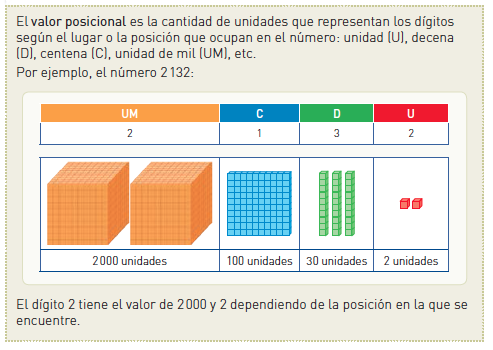 El valor posicional es la cantidad de unidades que representan los dígitos
según el lugar o la posición que ocupan en el número: unidad (U), decena
(D), centena (C), unidad de mil (UM), etc.
Por ejemplo, el número 2 132:
UM C D U
2 1 3 2
2 000 unidades 100 unidades 30 unidades 2 unidades
El dígito 2 tiene el valor de 2 000 y 2 dependiendo de la posición en la que se
encuentre.